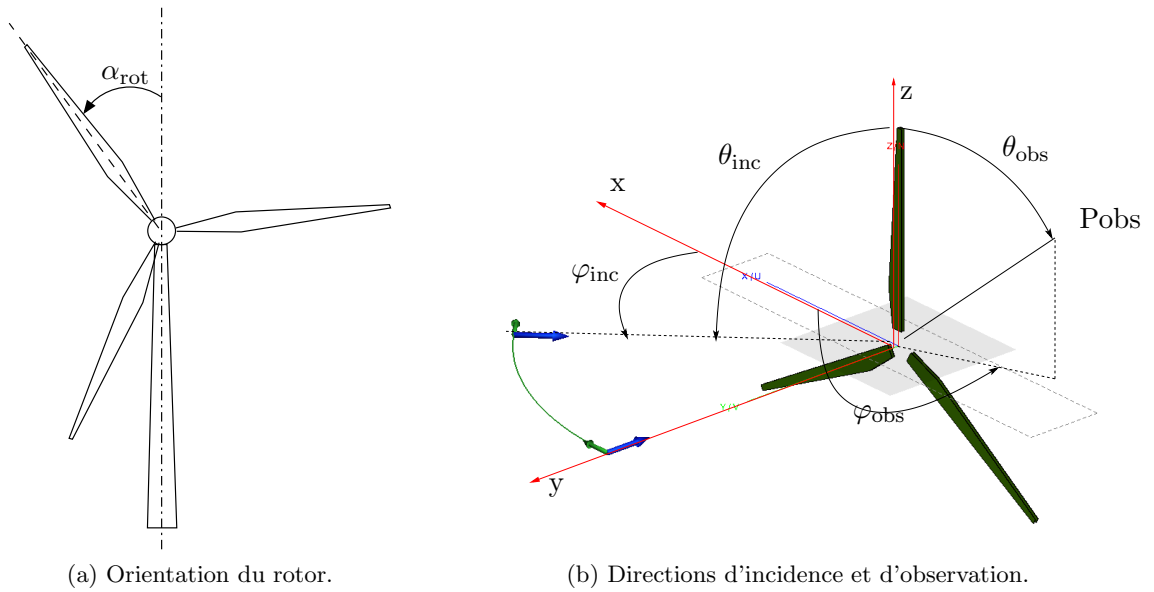 α_rot
z
θ_inc
θ_obs
x
Pobs
φ_inc
X/U
Y/V
φ_obs
y
(a) Orientation du rotor.
(b) Directions d'incidence et d'observation.